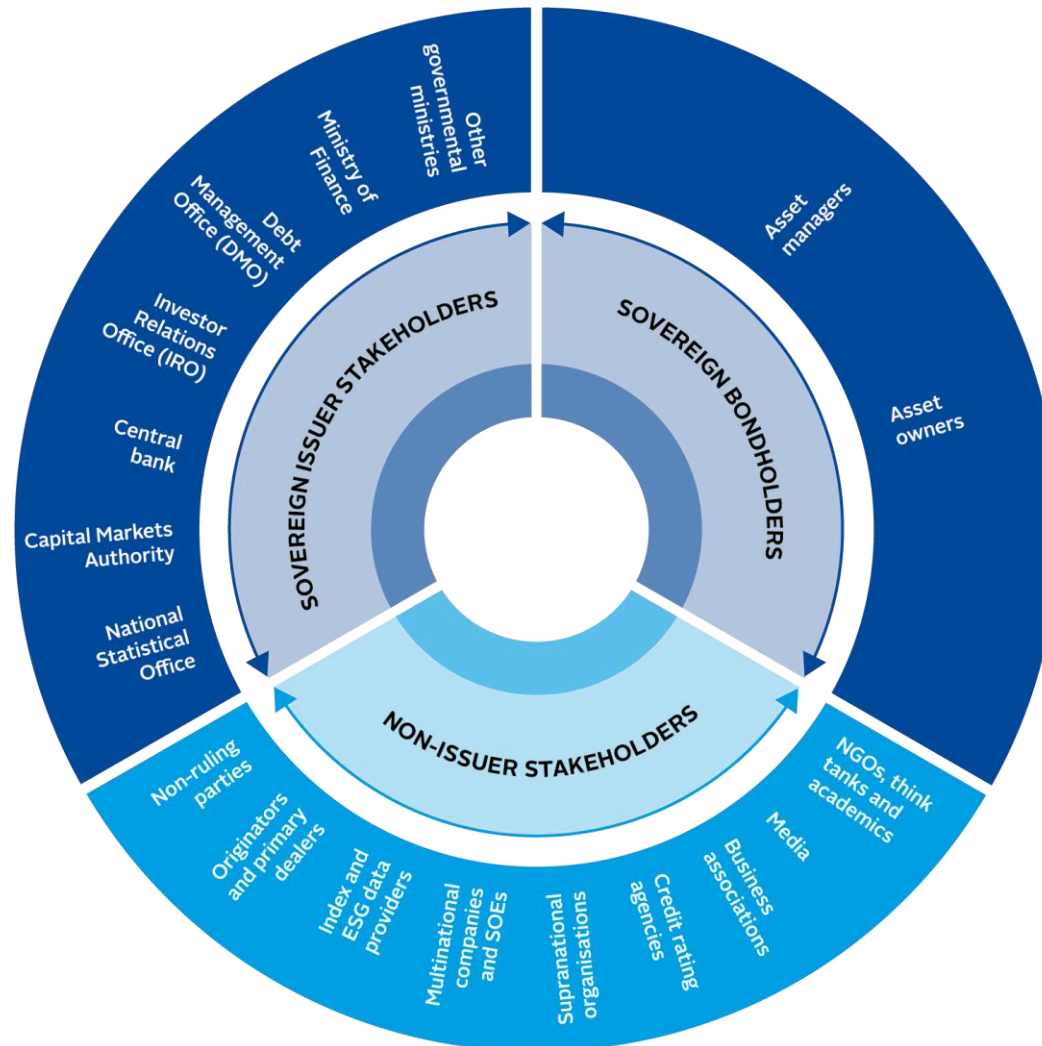 SOVEREIGN ISSUER STAKEHOLDERS
Other
governmental
ministries
Ministry of
Finance
Debt
Management
Office (DMO)
Investor
Relations
Office (IRO)
Central
bank
Capital Markets
Authority
National
Statistical
Office
SOVEREIGN BONDHOLDERS
Asset
managers
Asset
owners
NON-ISSUER STAKEHOLDERS
Non-ruling
parties
Originators
and primary
dealers
Index and
ESG data
providers
Multinational
companies
and SOEs
Supranational
organisations
Credit rating
agencies
Business
associations
Media
NGOs, think
tanks and
academics